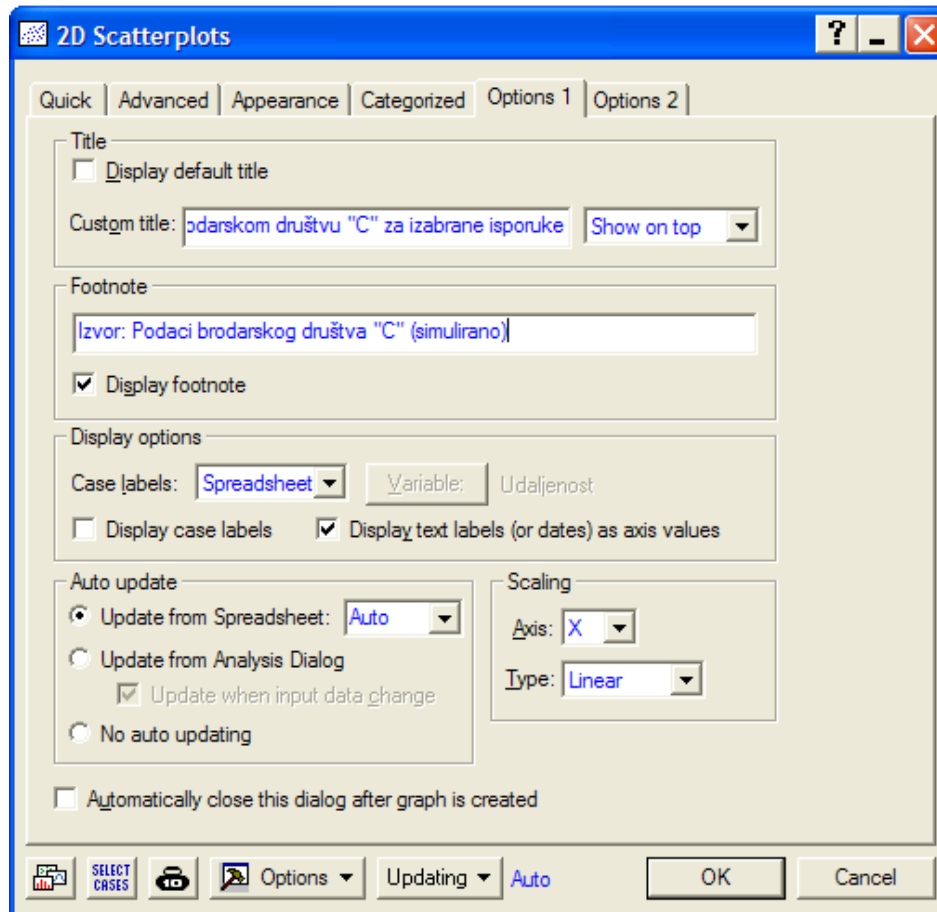 2D Scatterplots
Quick Advanced Appearance Categorized Options 1 Options 2
Title
Display default title
Custom title: odarskom društvu "C" za izabrane isporuke Show on top
Footnote
Izvor: Podaci brodarskog društva "C" (simulirano)
Display footnote
Display options
Case labels: Spreadsheet Variable: Udaljenost
Display case labels Display text labels (or dates) as axis values
Auto update Scaling
Update from Spreadsheet: Auto Axis: X
Update from Analysis Dialog Type: Linear
Update when input data change
No auto updating
Automatically close this dialog after graph is created
SELECT CASES Options Updating Auto OK Cancel